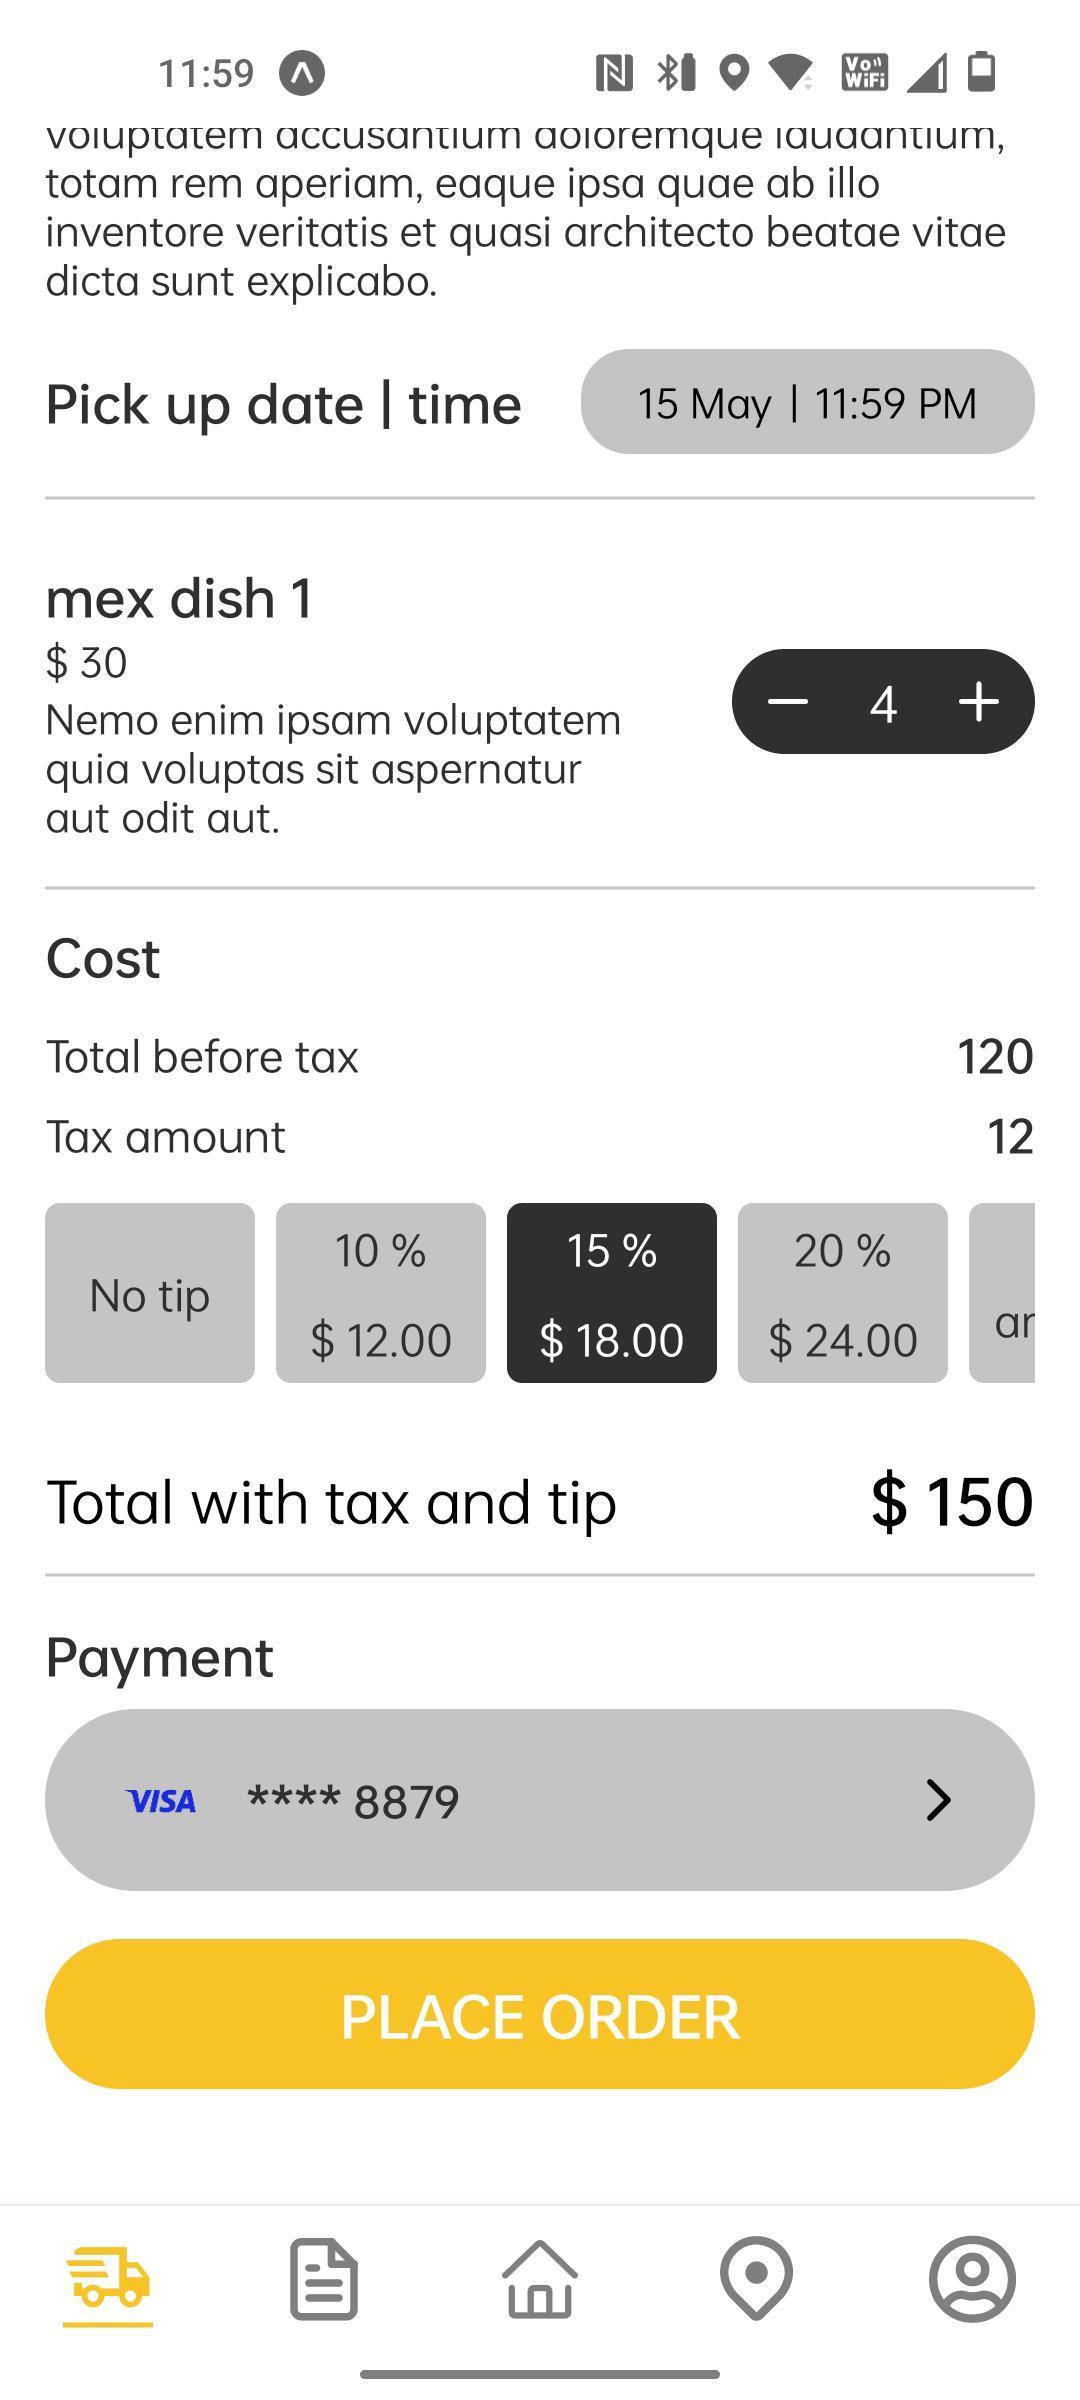 11:59
Vo WiFi
voluptatem accusantium doloremque laudantium,
totam rem aperiam, eaque ipsa quae ab illo
inventore veritatis et quasi architecto beatae vitae
dicta sunt explicabo.
Pick up date | time
15 May | 11:59 PM
mex dish 1
$ 30
Nemo enim ipsam voluptatem
quia voluptas sit aspernatur
aut odit aut.
4
Cost
Total before tax 120
Tax amount 12
No tip
10 %
$ 12.00
15 %
$ 18.00
20 %
$ 24.00
Total with tax and tip $ 150
Payment
VISA **** 8879
PLACE ORDER